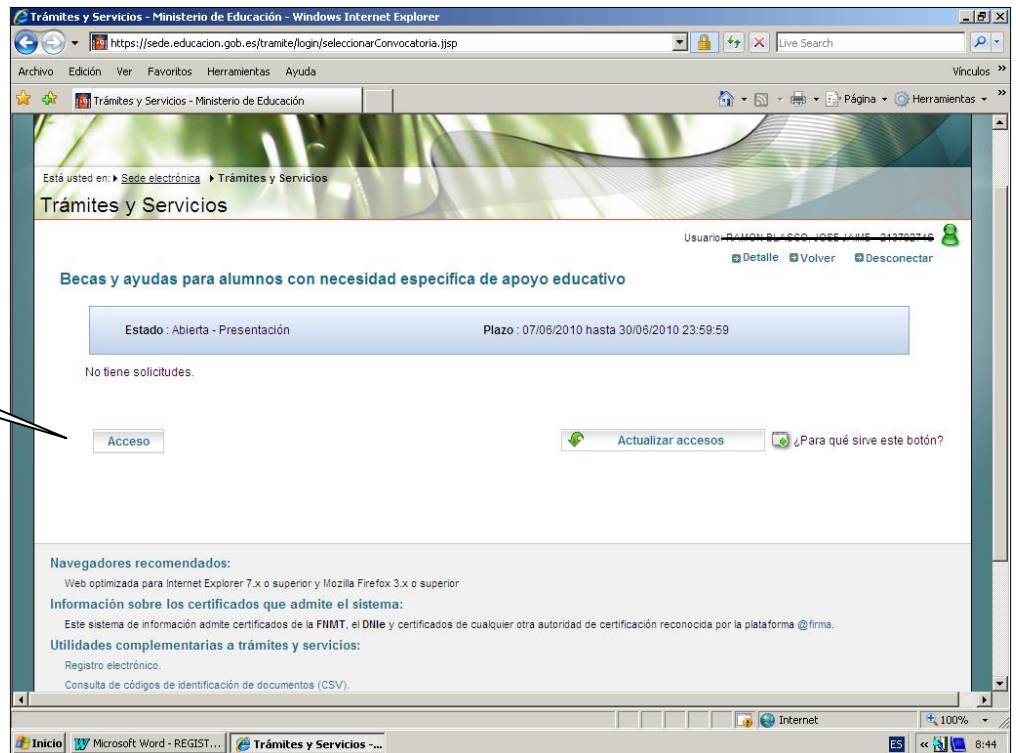 Trámites y Servicios - Ministerio de Educación - Windows Internet Explorer
https://sede.educacion.gob.es/tramite/login/seleccionarConvocatoria.jjsp
Live Search
Archivo Edición Ver Favoritos Herramientas Ayuda
Vínculos »
Trámites y Servicios - Ministerio de Educación
Página Herramientas »
Está usted en: Sede electrónica Trámites y Servicios
Trámites y Servicios
Usuario:
Detalle Volver Desconectar
Becas y ayudas para alumnos con necesidad específica de apoyo educativo
Estado : Abierta - Presentación Plazo : 07/06/2010 hasta 30/06/2010 23:59:59
No tiene solicitudes.
Acceso Actualizar accesos ¿Para qué sirve este botón?
Navegadores recomendados:
Web optimizada para Internet Explorer 7.x o superior y Mozilla Firefox 3.x o superior
Información sobre los certificados que admite el sistema:
Este sistema de información admite certificados de la FNMT, el DNIe y certificados de cualquier otra autoridad de certificación reconocida por la plataforma @firma.
Utilidades complementarias a trámites y servicios:
Registro electrónico.
Consulta de códigos de identificación de documentos (CSV).
Internet 100%
Inicio Microsoft Word - REGIST... Trámites y Servicios -... ES « 8:44